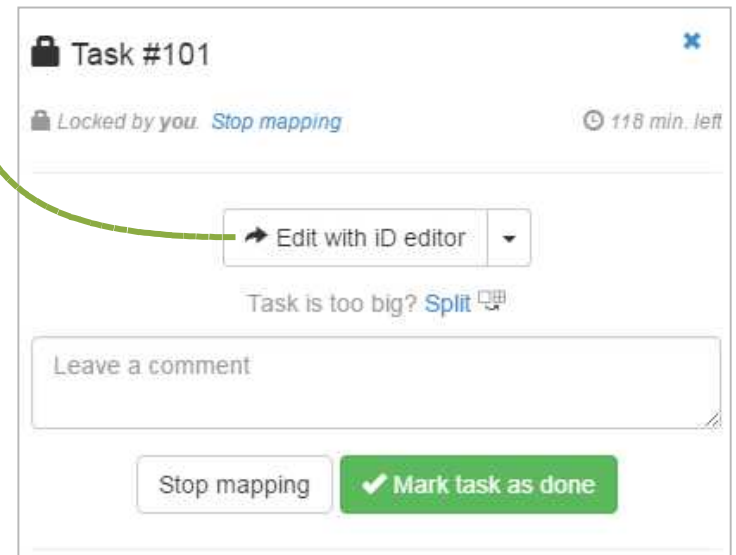 Task #101
Locked by you. Stop mapping 118 min. left
Edit with iD editor
Task is too big? Split
Leave a comment
Stop mapping Mark task as done